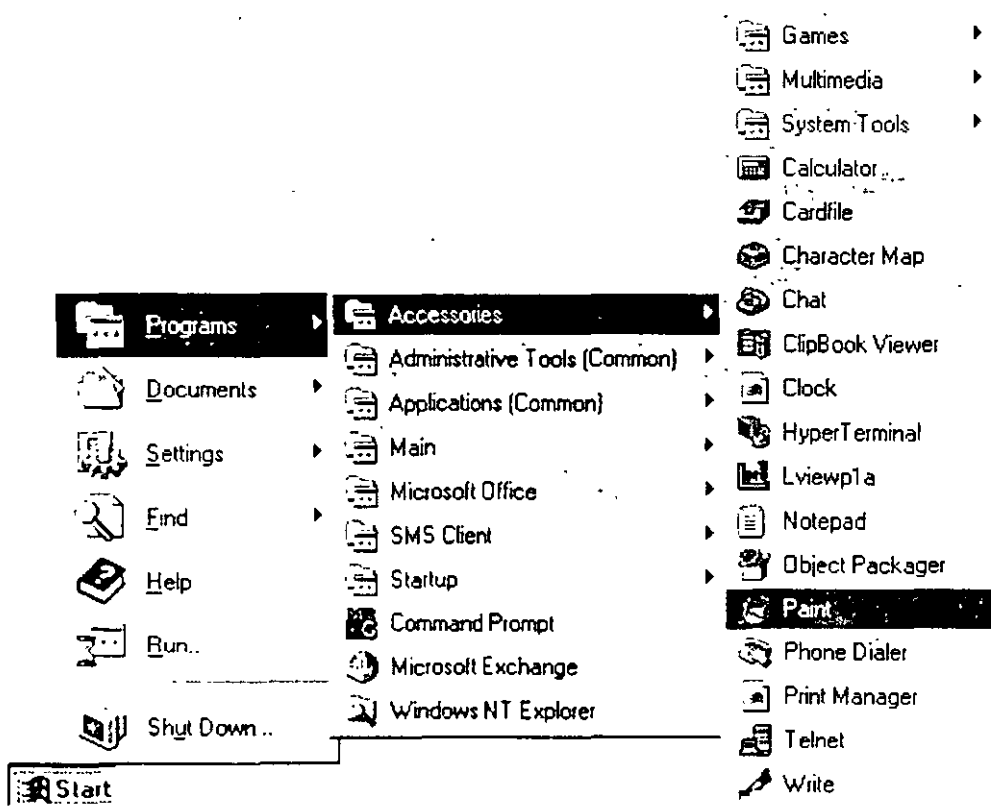 Programs
Documents
Settings
Find
Help
Run..
Shut Down ..
Start
Accessories
Administrative Tools (Common)
Applications (Common)
Main
Microsoft Office
SMS Client
Startup
Command Prompt
Microsoft Exchange
Windows NT Explorer
Games
Multimedia
System Tools
Calculator
Cardfile
Character Map
Chat
ClipBook Viewer
Clock
HyperTerminal
Lviewp1a
Notepad
Object Packager
Paint
Phone Dialer
Print Manager
Telnet
Write